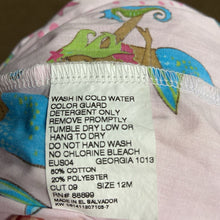 WASH IN COLD WATER
COLOR GUARD
DETERGENT ONLY
REMOVE PROMPTLY
TUMBLE DRY LOW OR
HANG TO DRY
DO NOT HAND WASH
NO CHLORINE BLEACH
EUS04 GEORGIA 1013
80% COTTON
20% POLYESTER
CUT 09 SIZE 12M
RN# 88899
MADE IN EL SALVADOR